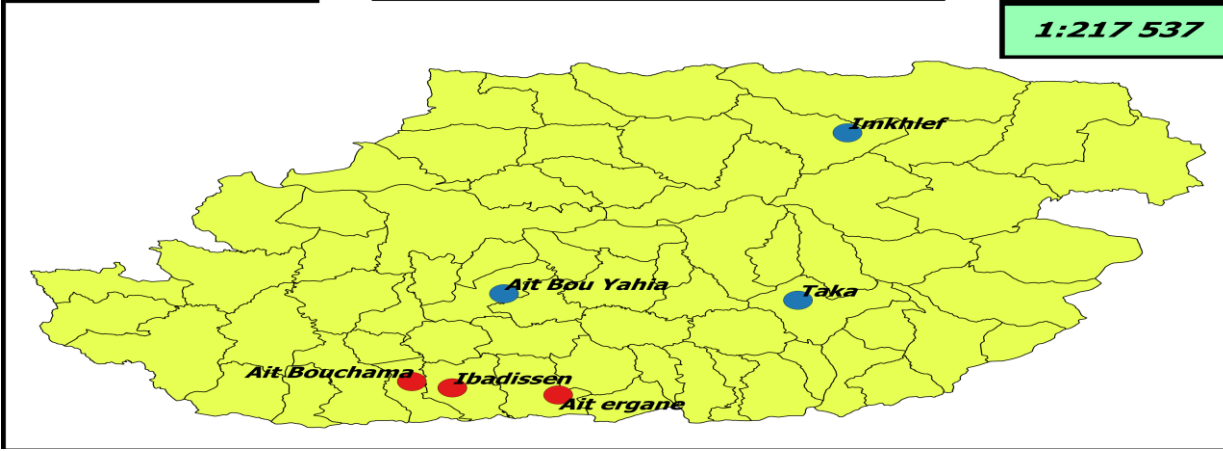 1:217 537
Imkhlef
Ait Bou Yahia
Taka
Ait Bouchama
Ibadissen
Ait ergane